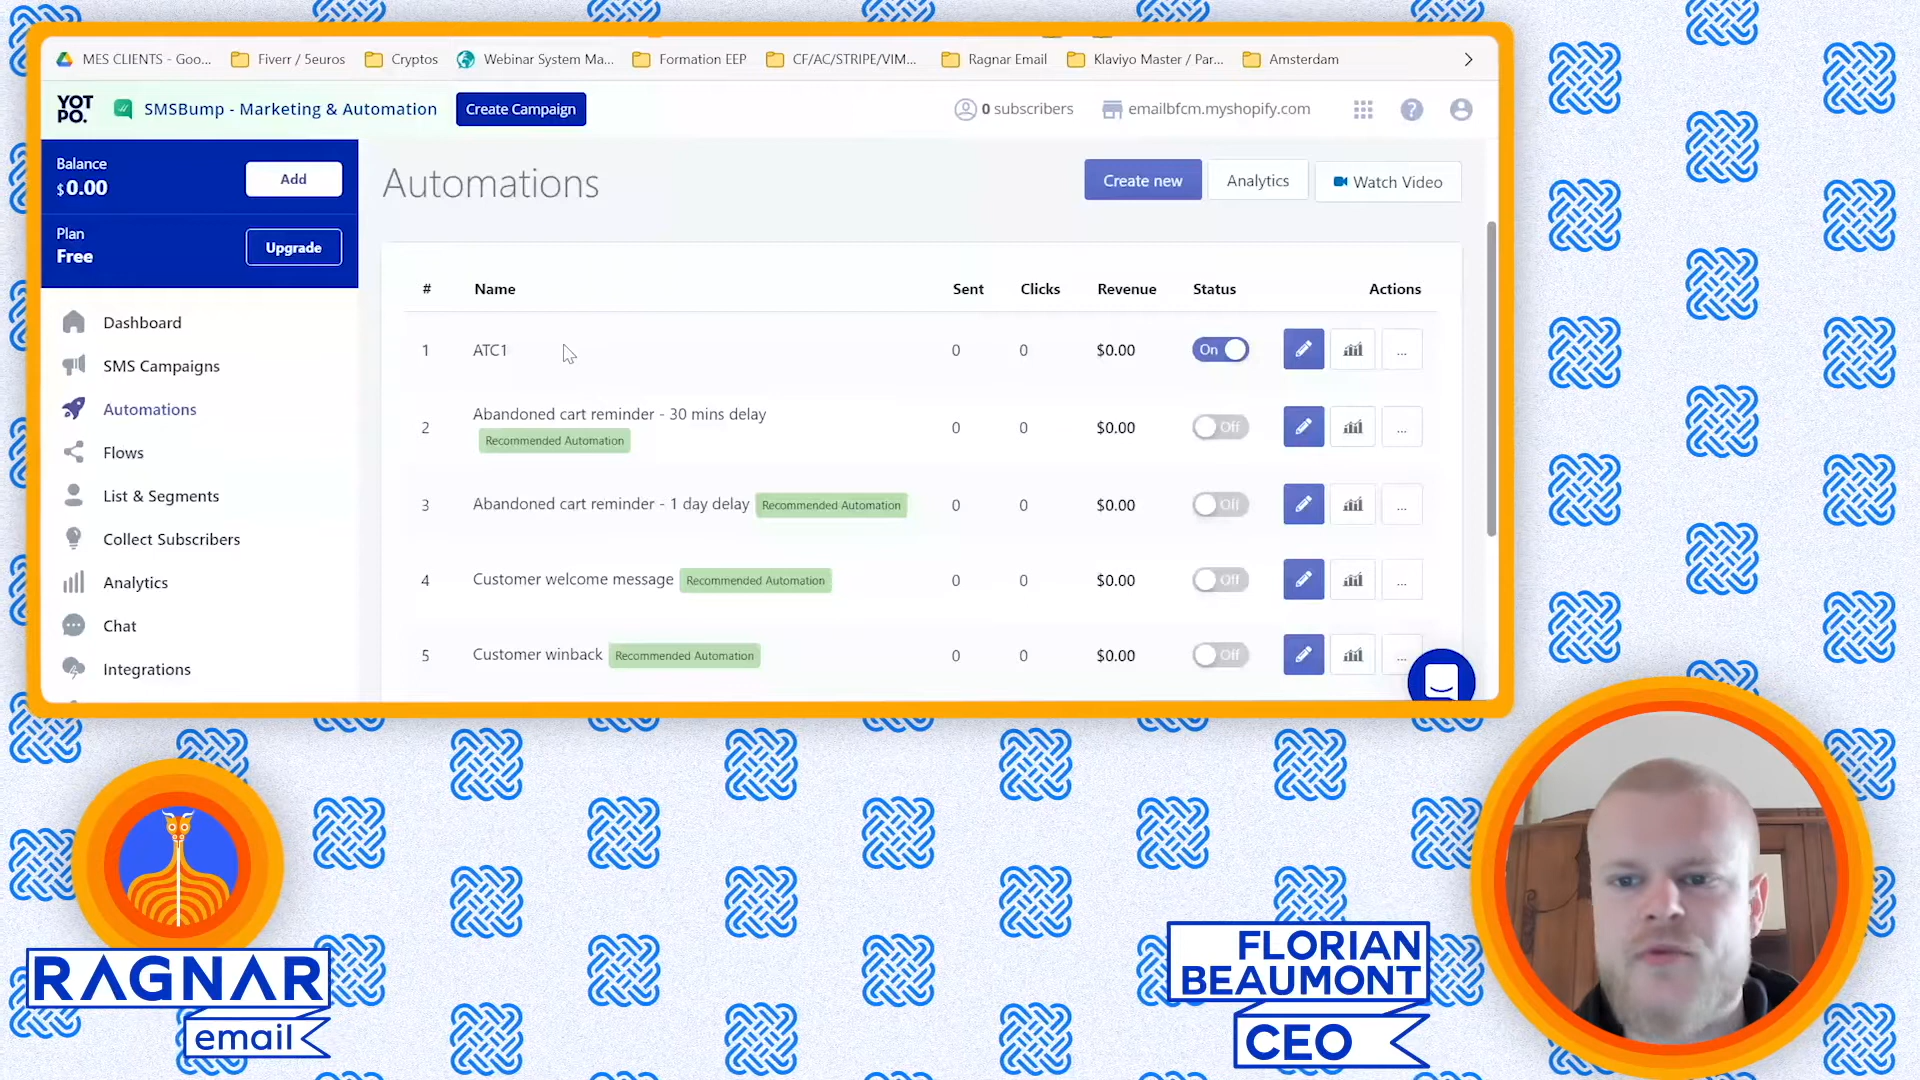 MES CLIENTS - Goo...
Fiverr / 5euros
Cryptos
Webinar System Ma...
Formation EEP
CF/AC/STRIPE/VIM...
Ragnar Email
Klaviyo Master / Par...
Amsterdam
YOT
PO.
SMSBump - Marketing & Automation
Create Campaign
0 subscribers
emailbfcm.myshopify.com
Balance
$0.00
Add
Plan
Free
Upgrade
Dashboard
SMS Campaigns
Automations
Flows
List & Segments
Collect Subscribers
Analytics
Chat
Integrations
Automations
Create new
Analytics
Watch Video
# Name Sent Clicks Revenue Status Actions
1 ATC1 0 0 $0.00 On ...
2 Abandoned cart reminder - 30 mins delay
Recommended Automation 0 0 $0.00 Off ...
3 Abandoned cart reminder - 1 day delay Recommended Automation 0 0 $0.00 Off ...
4 Customer welcome message Recommended Automation 0 0 $0.00 Off ...
5 Customer winback Recommended Automation 0 0 $0.00 Off ...
RAGNAR
email
FLORIAN
BEAUMONT
CEO